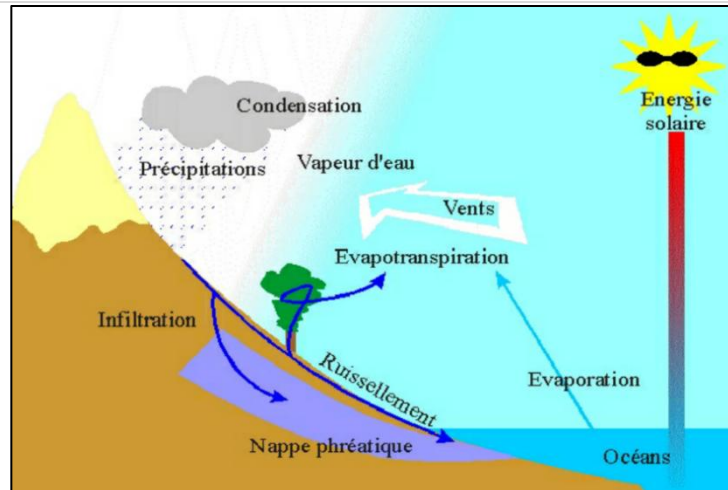 Condensation
Energie
solaire
Précipitations
Vapeur d'eau
Vents
Evapotranspiration
Infiltration
Ruissellement
Evaporation
Nappe phréatique
Océans